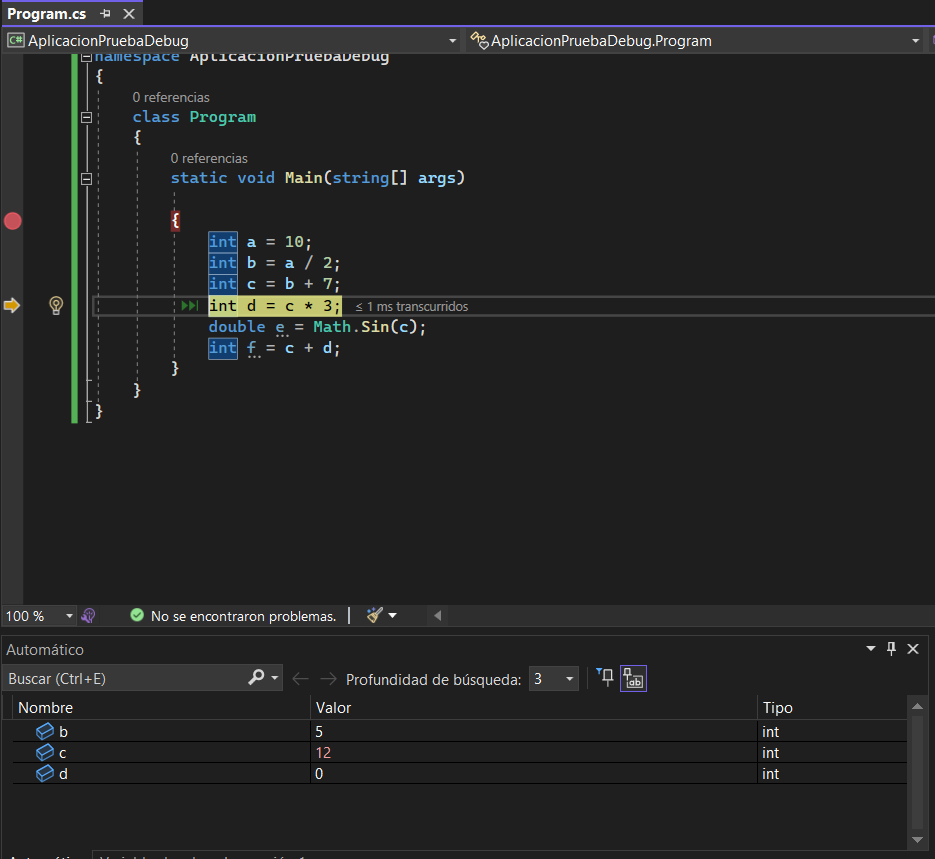 Program.cs
C# AplicacionPruebaDebug AplicacionPruebaDebug.Program
namespace AplicacionPruebaDebug
{
0 referencias
class Program
{
0 referencias
static void Main(string[] args)
{
int a = 10;
int b = a / 2;
int c = b + 7;
int d = c * 3; ≤ 1 ms transcurridos
double e = Math.Sin(c);
int f = c + d;
}
}
}
100 % No se encontraron problemas.
Automático
Buscar (Ctrl+E) Profundidad de búsqueda: 3
Nombre Valor Tipo
b 5 int
c 12 int
d 0 int